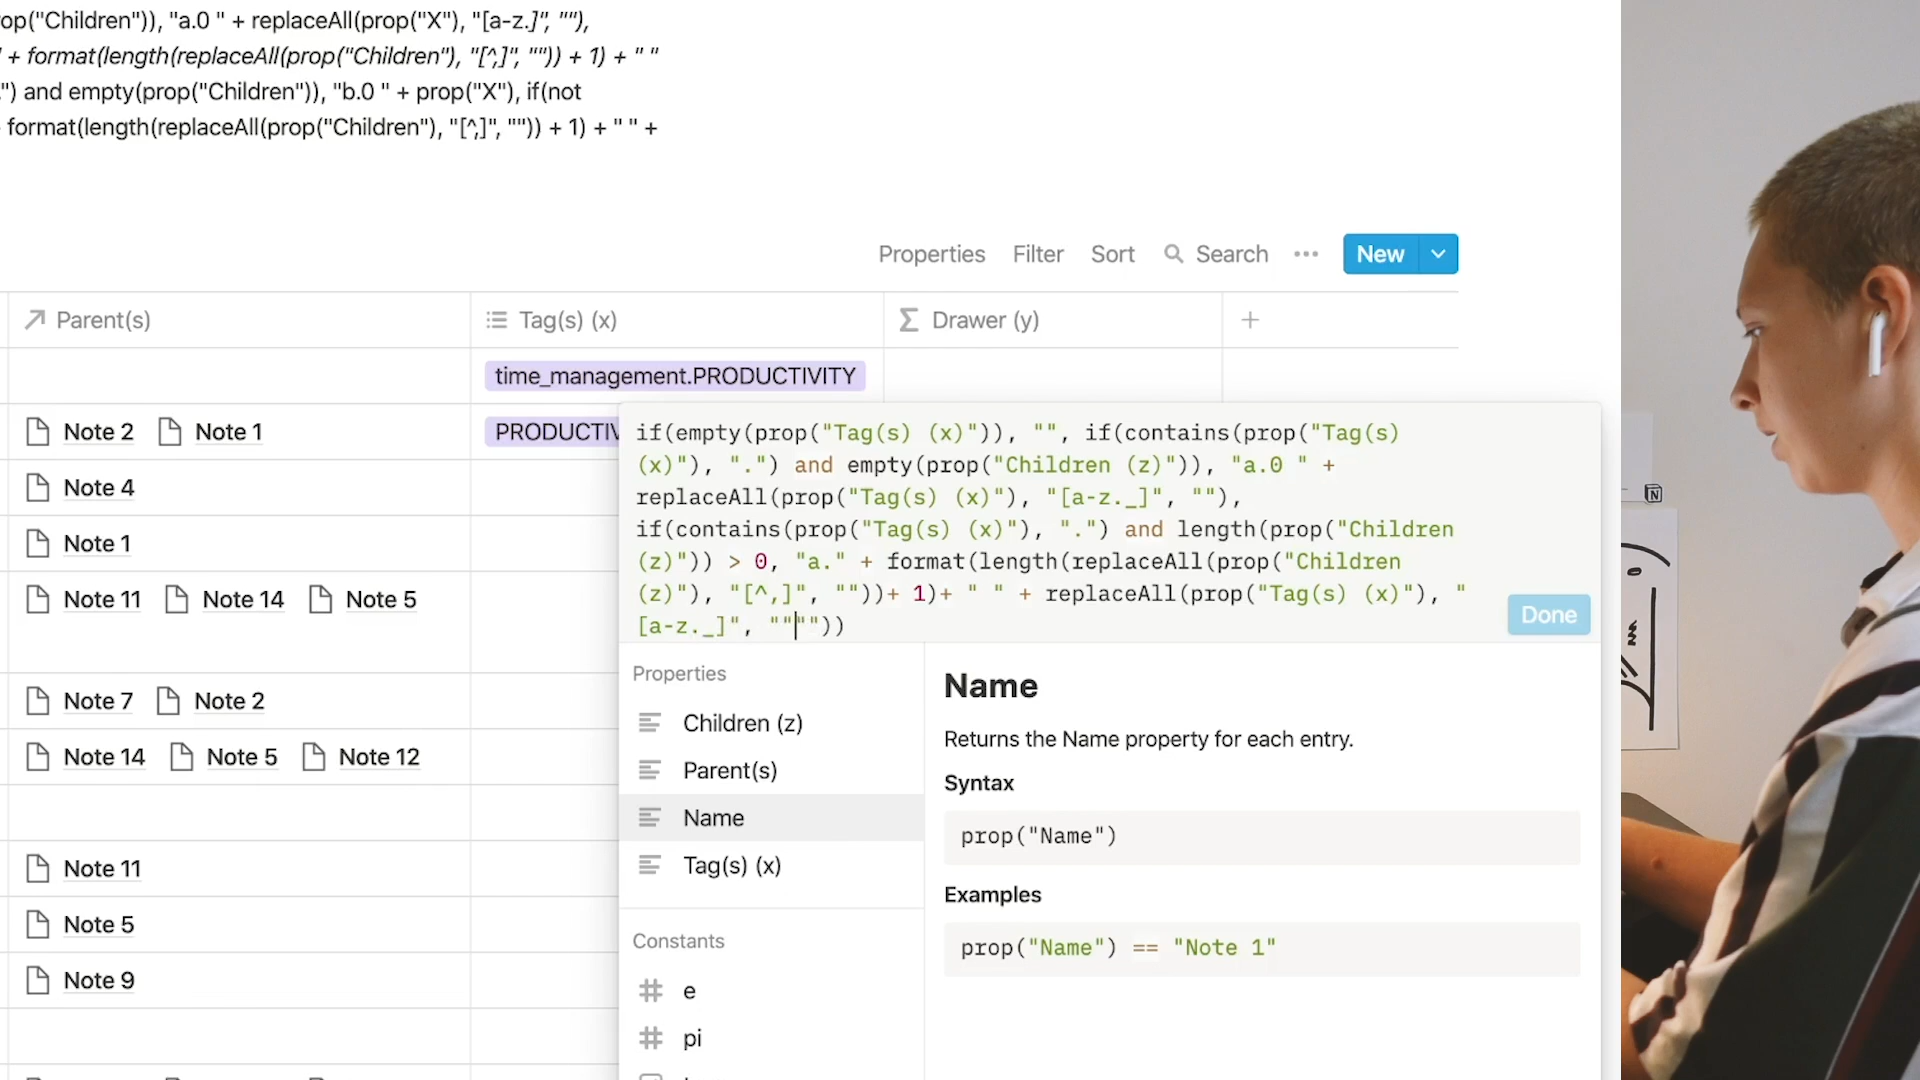 op("Children")), "a.0 " + replaceAll(prop("X"), "[a-z.]", ""),
" + format(length(replaceAll(prop("Children"), "[^,]", "")) + 1) + " "
") and empty(prop("Children")), "b.0 " + prop("X"), if(not
format(length(replaceAll(prop("Children"), "[^,]", "")) + 1) + " " +
Properties Filter Sort Search ••• New
Parent(s) Tag(s) (x) Σ Drawer (y) +
time_management.PRODUCTIVITY
Note 2 Note 1 PRODUCTIV
Note 4
Note 1
Note 11 Note 14 Note 5
Note 7 Note 2
Note 14 Note 5 Note 12
Note 11
Note 5
Note 9
if(empty(prop("Tag(s) (x)")), "", if(contains(prop("Tag(s)
(x)"), ".") and empty(prop("Children (z)")), "a.0 " +
replaceAll(prop("Tag(s) (x)"), "[a-z._]", ""),
if(contains(prop("Tag(s) (x)"), ".") and length(prop("Children
(z)")) > 0, "a." + format(length(replaceAll(prop("Children
(z)"), "[^,]", ""))+ 1)+ " " + replaceAll(prop("Tag(s) (x)"), "
[a-z._]", """"))
Done
Properties
Children (z)
Parent(s)
Name
Tag(s) (x)
Constants
# e
# pi
Name
Returns the Name property for each entry.
Syntax
prop("Name")
Examples
prop("Name") == "Note 1"
N